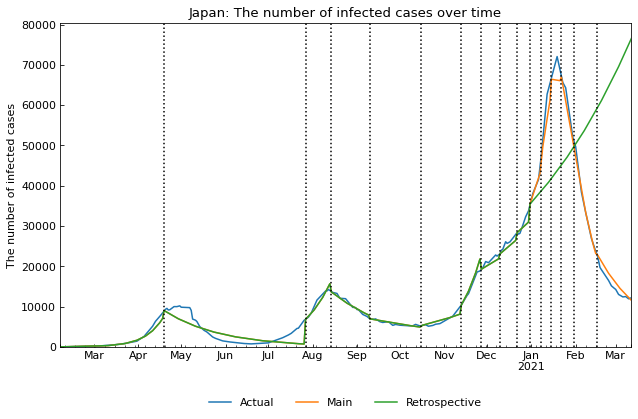 Japan: The number of infected cases over time
80000
70000
60000
50000
40000
30000
20000
10000
0
The number of infected cases
Mar Apr May Jun Jul Aug Sep Oct Nov Dec Jan Feb Mar
2021
Actual Main Retrospective